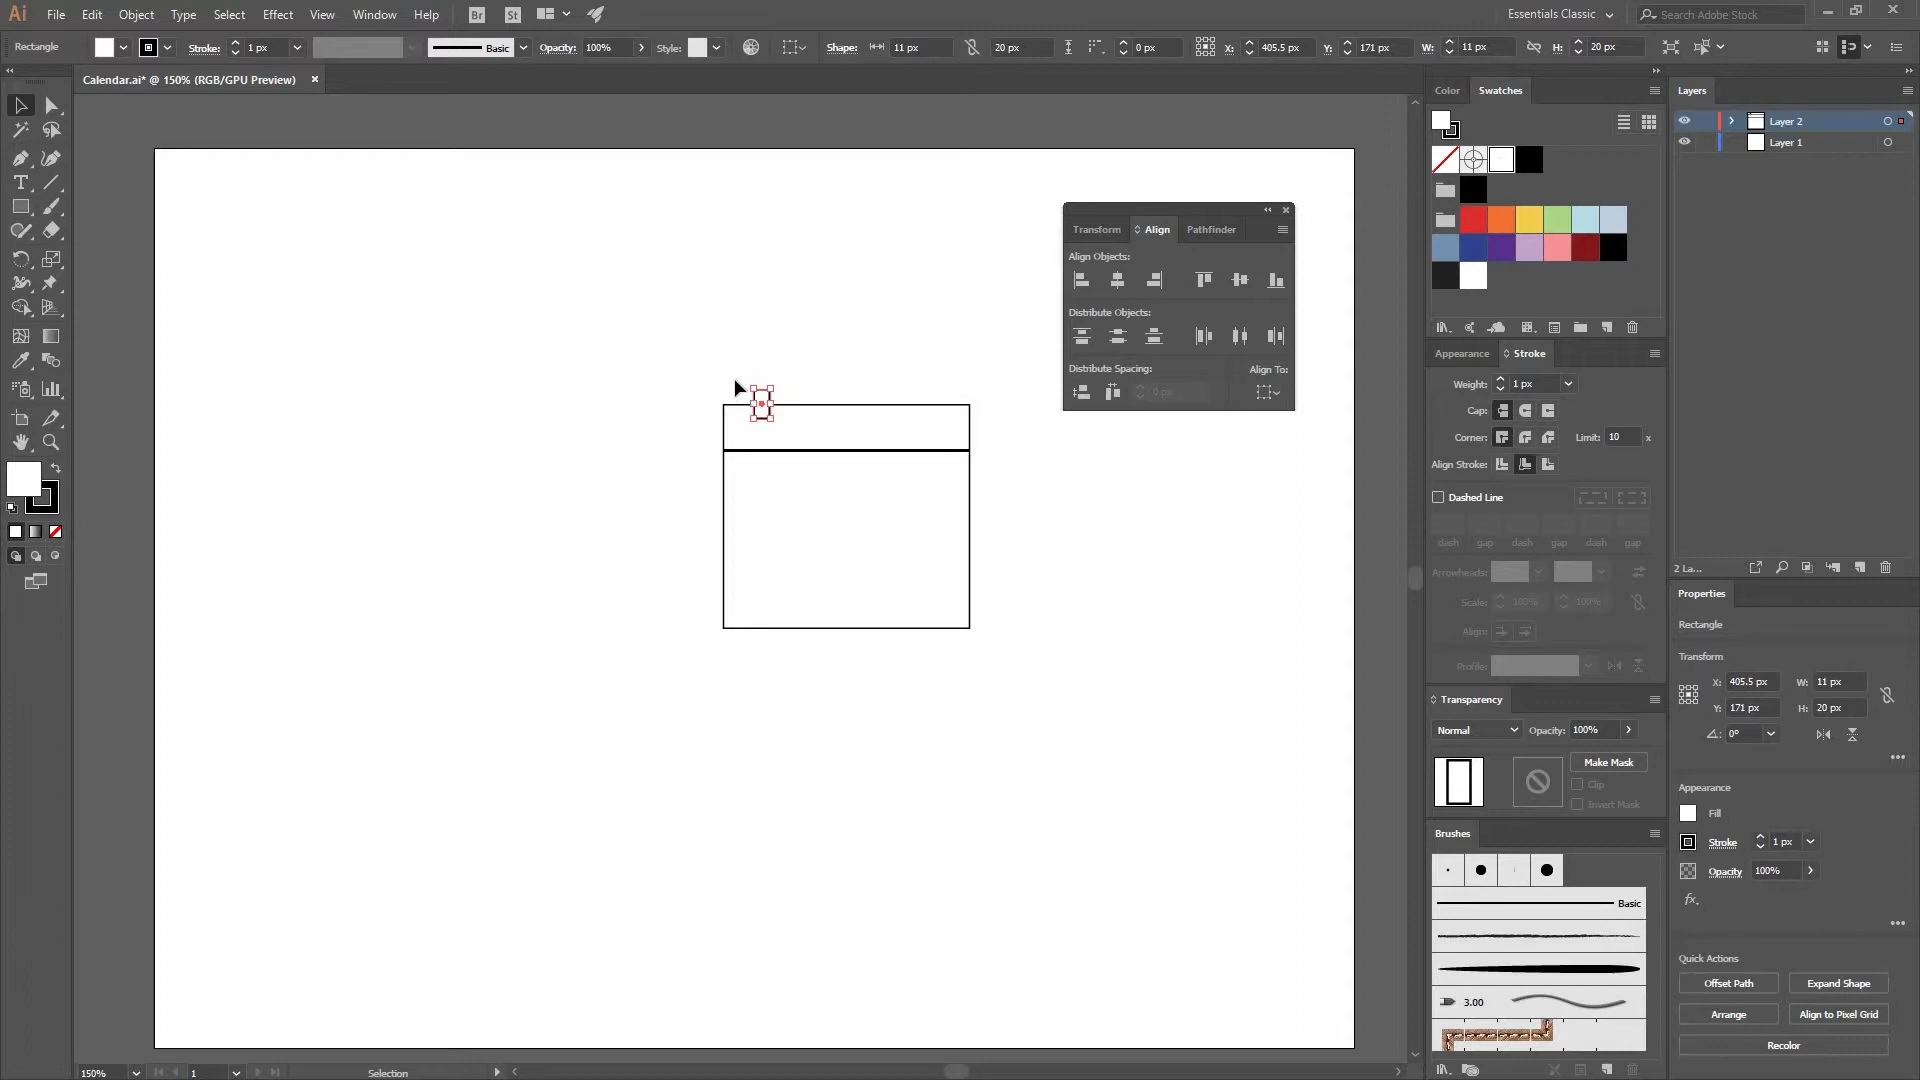 Ai File Edit Object Type Select Effect View Window Help Br St Essentials Classic Search Adobe Stock
Rectangle Stroke: 1 px Basic Opacity: 100% Style: Shape: 11 px 20 px 0 px X: 405.5 px Y: 171 px W: 11 px H: 20 px
Calendar.ai* @ 150% (RGB/GPU Preview)
Color Swatches
Layers
Layer 2
Layer 1
Transform Align Pathfinder
Align Objects:
Distribute Objects:
Distribute Spacing: Align To:
0 px
Appearance Stroke
Weight: 1 px
Cap:
Corner: Limit: 10 x
Align Stroke:
Dashed Line
dash gap dash gap dash gap
Arrowheads:
Scale: 100% 100%
Align:
Profile:
2 La...
Properties
Rectangle
Transform
X: 405.5 px W: 11 px
Y: 171 px H: 20 px
0°
Transparency
Normal Opacity: 100%
Make Mask
Clip
Invert Mask
Appearance
Fill
Stroke 1 px
Opacity 100%
fx.
Brushes
Basic
3.00
Quick Actions
Offset Path Expand Shape
Arrange Align to Pixel Grid
Recolor
150% 1 Selection